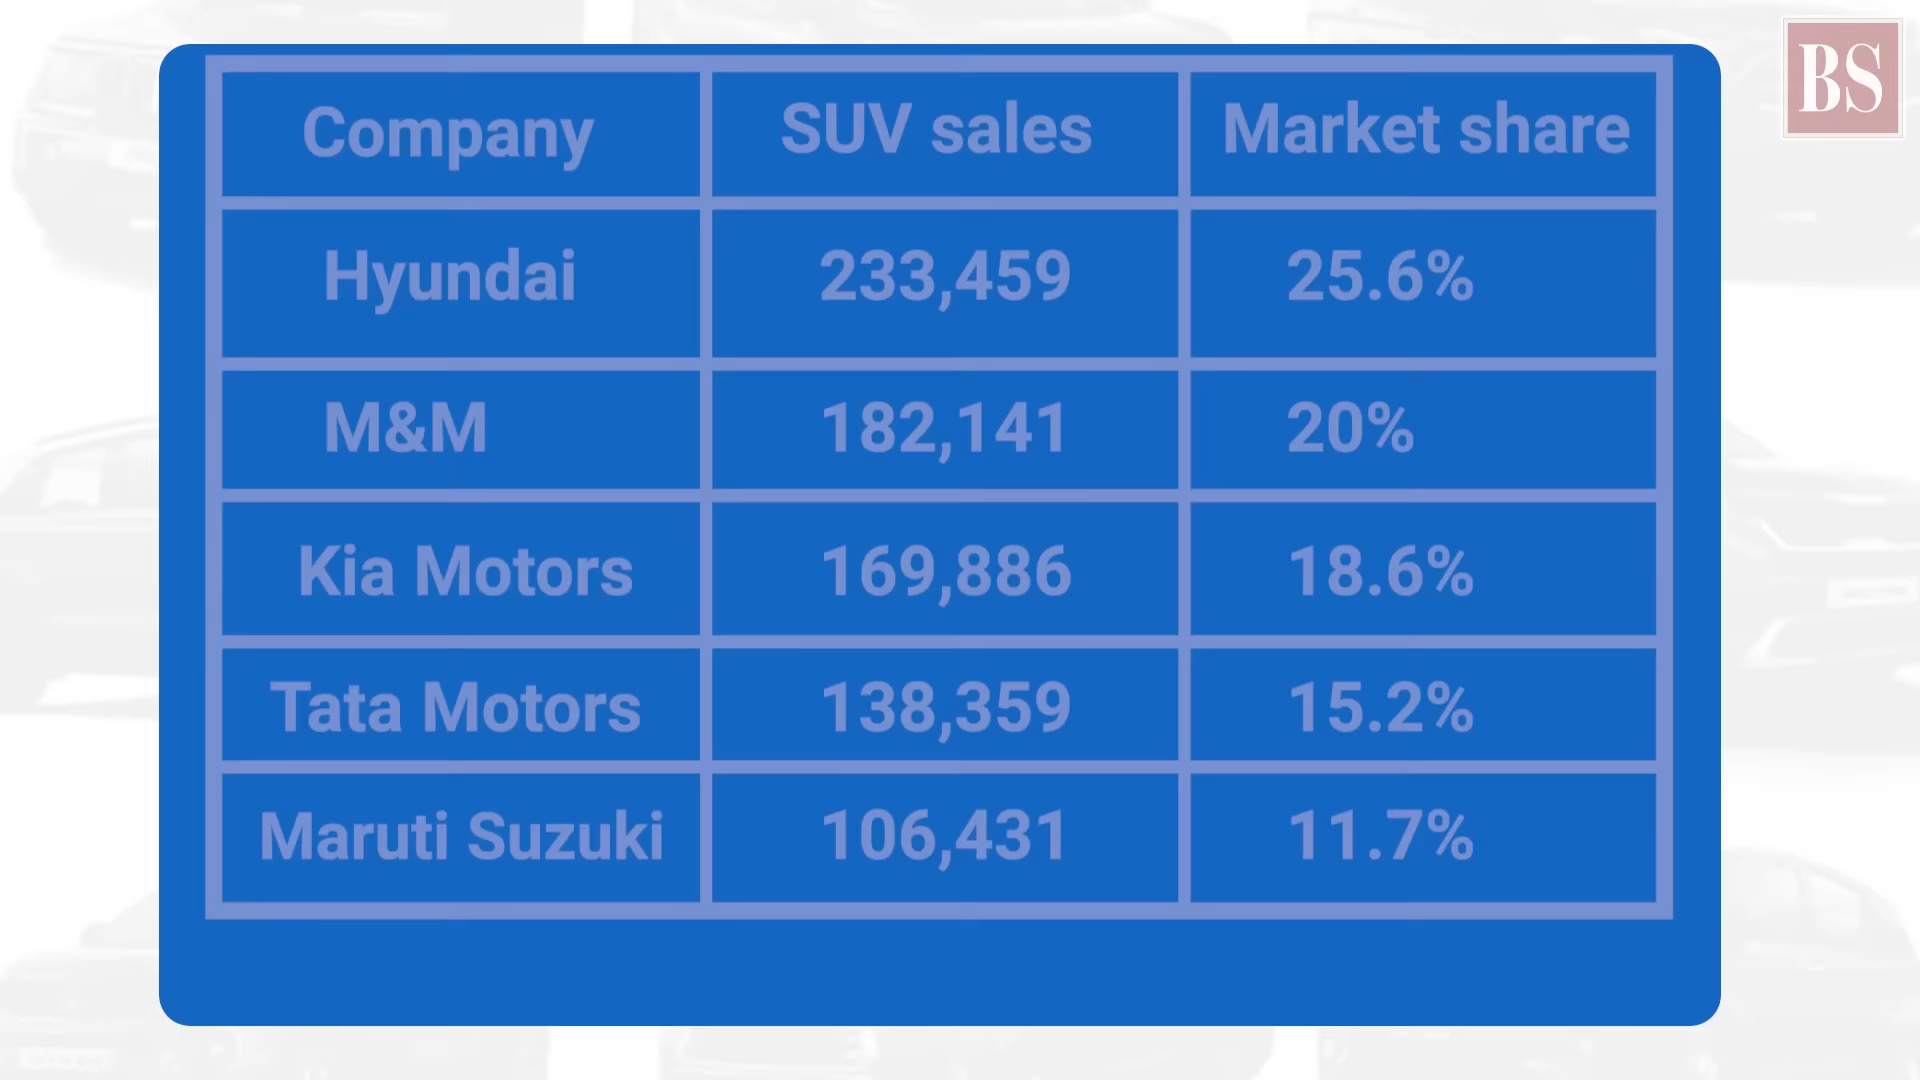 BS
Company SUV sales Market share
Hyundai 233,459 25.6%
M&M 182,141 20%
Kia Motors 169,886 18.6%
Tata Motors 138,359 15.2%
Maruti Suzuki 106,431 11.7%